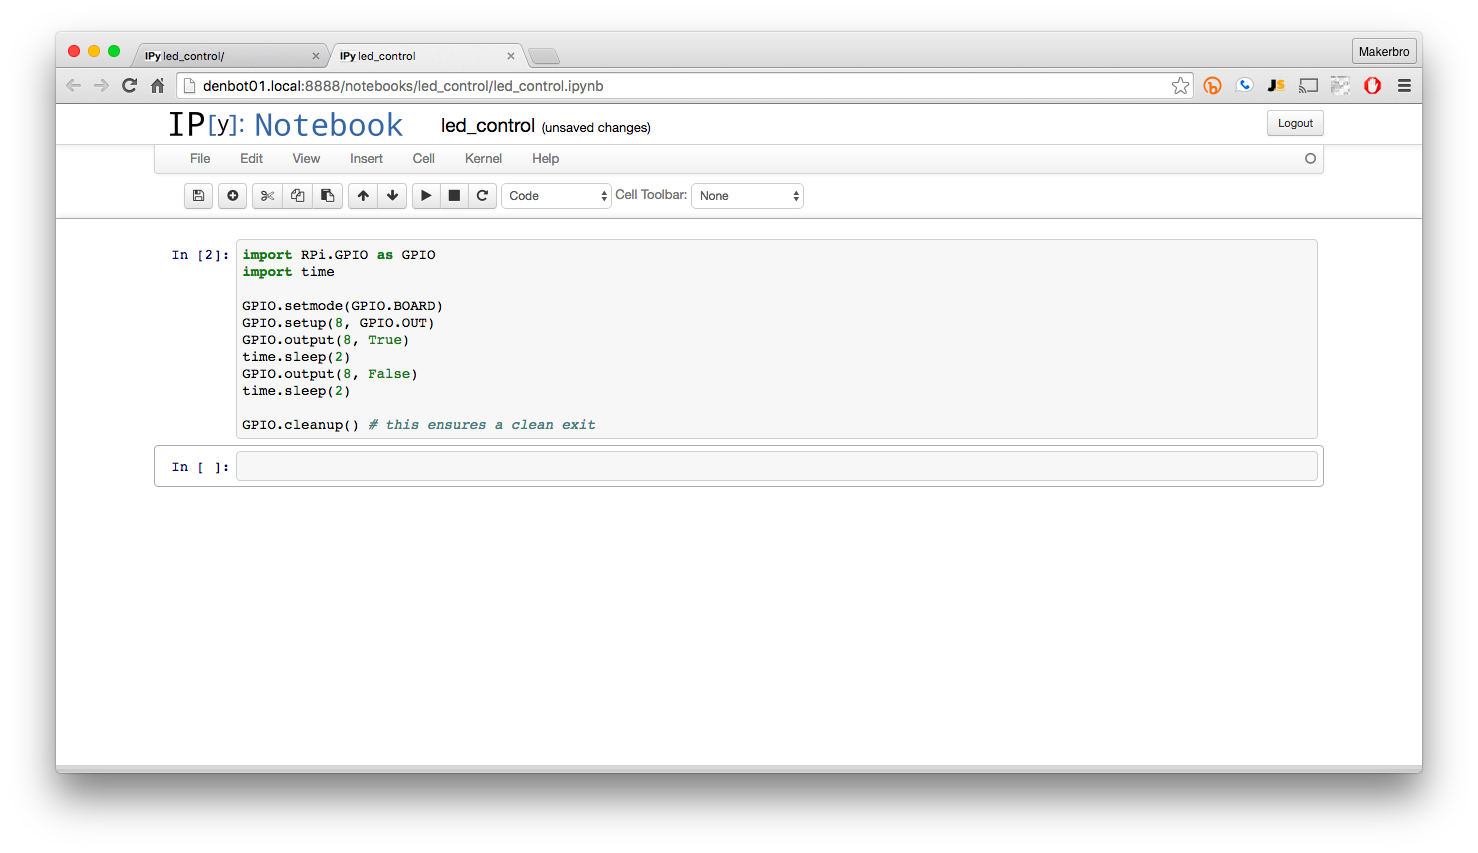 IPy led_control/
IPy led_control
Makerbro
denbot01.local:8888/notebooks/led_control/led_control.ipynb
JS
IP[y]: Notebook led_control (unsaved changes)
Logout
File Edit View Insert Cell Kernel Help
Code Cell Toolbar: None
In [2]: import RPi.GPIO as GPIO
import time
GPIO.setmode(GPIO.BOARD)
GPIO.setup(8, GPIO.OUT)
GPIO.output(8, True)
time.sleep(2)
GPIO.output(8, False)
time.sleep(2)
GPIO.cleanup() # this ensures a clean exit
In [ ]: